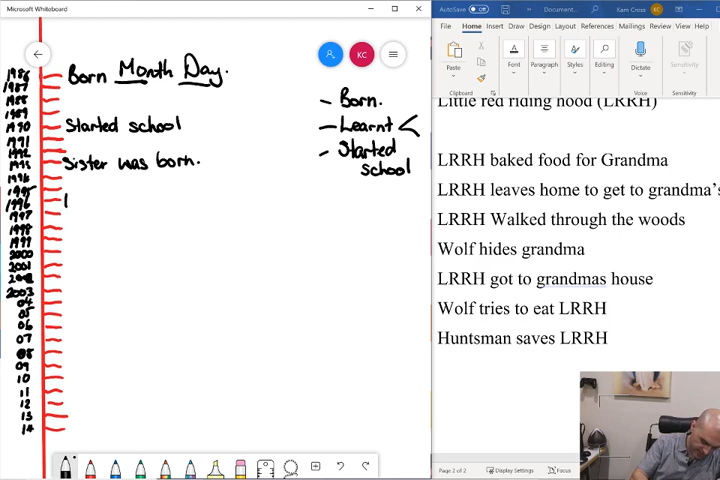 Microsoft Whiteboard
KC
1986
1987
1988
1989
1990
1991
1992
1993
1994
1995
1996
1997
1998
1999
2000
2001
2002
2003
04
05
06
07
08
09
10
11
12
13
14
Born Month Day.
Started school
Sister was born.
- Born.
- Learnt <
- Started
school
AutoSave Off
Document...
Kam Cross KC
File Home Insert Draw Design Layout References Mailings Review View
Paste
Font
Paragraph
Styles
Editing
Dictate
Sensitivity
Clipboard
Voice
Sensitivity
Little red riding hood (LRRH)
LRRH baked food for Grandma
LRRH leaves home to get to grandma's
LRRH Walked through the woods
Wolf hides grandma
LRRH got to grandmas house
Wolf tries to eat LRRH
Huntsman saves LRRH
Page 2 of 2
Display Settings
Focus